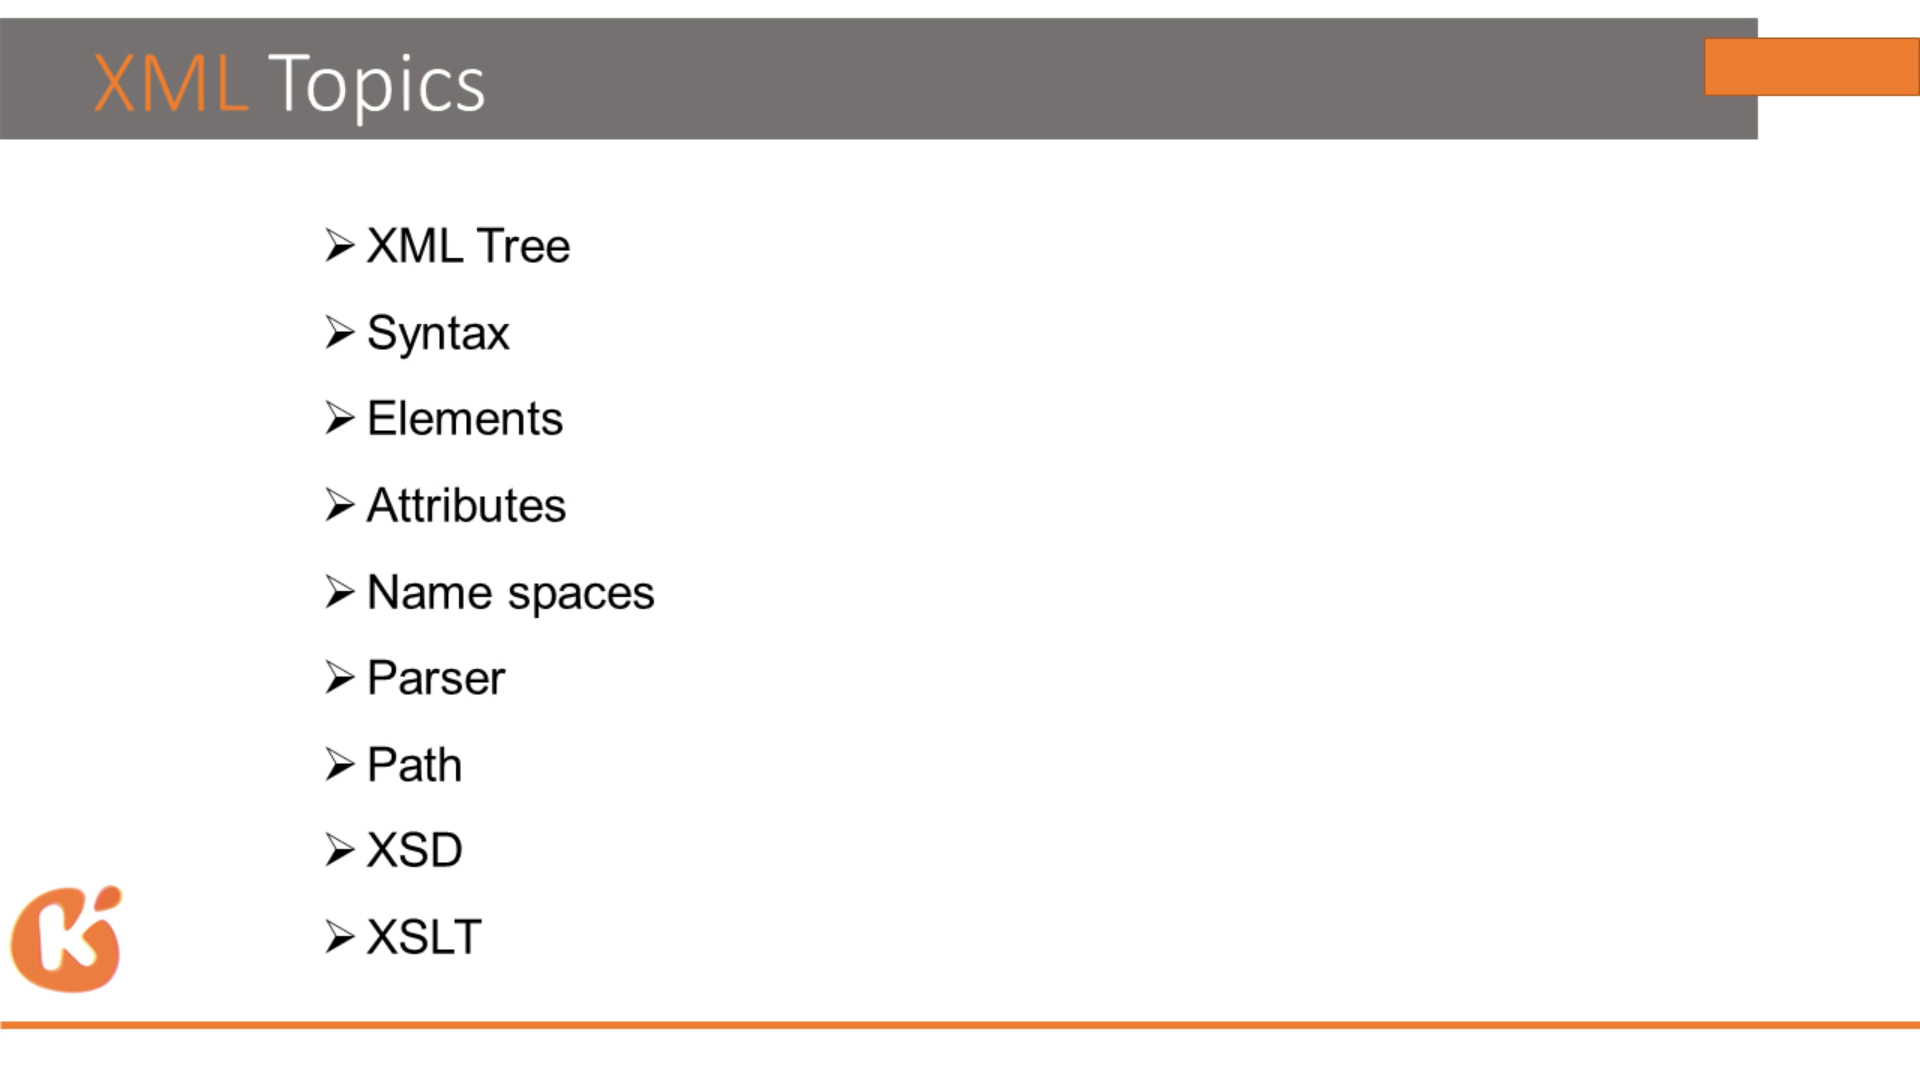 XML Topics
XML Tree
Syntax
Elements
Attributes
Name spaces
Parser
Path
XSD
XSLT
K